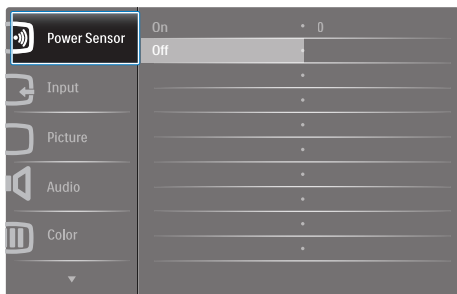 Power Sensor
On • 0
Off •
Input
Picture
Audio
Color